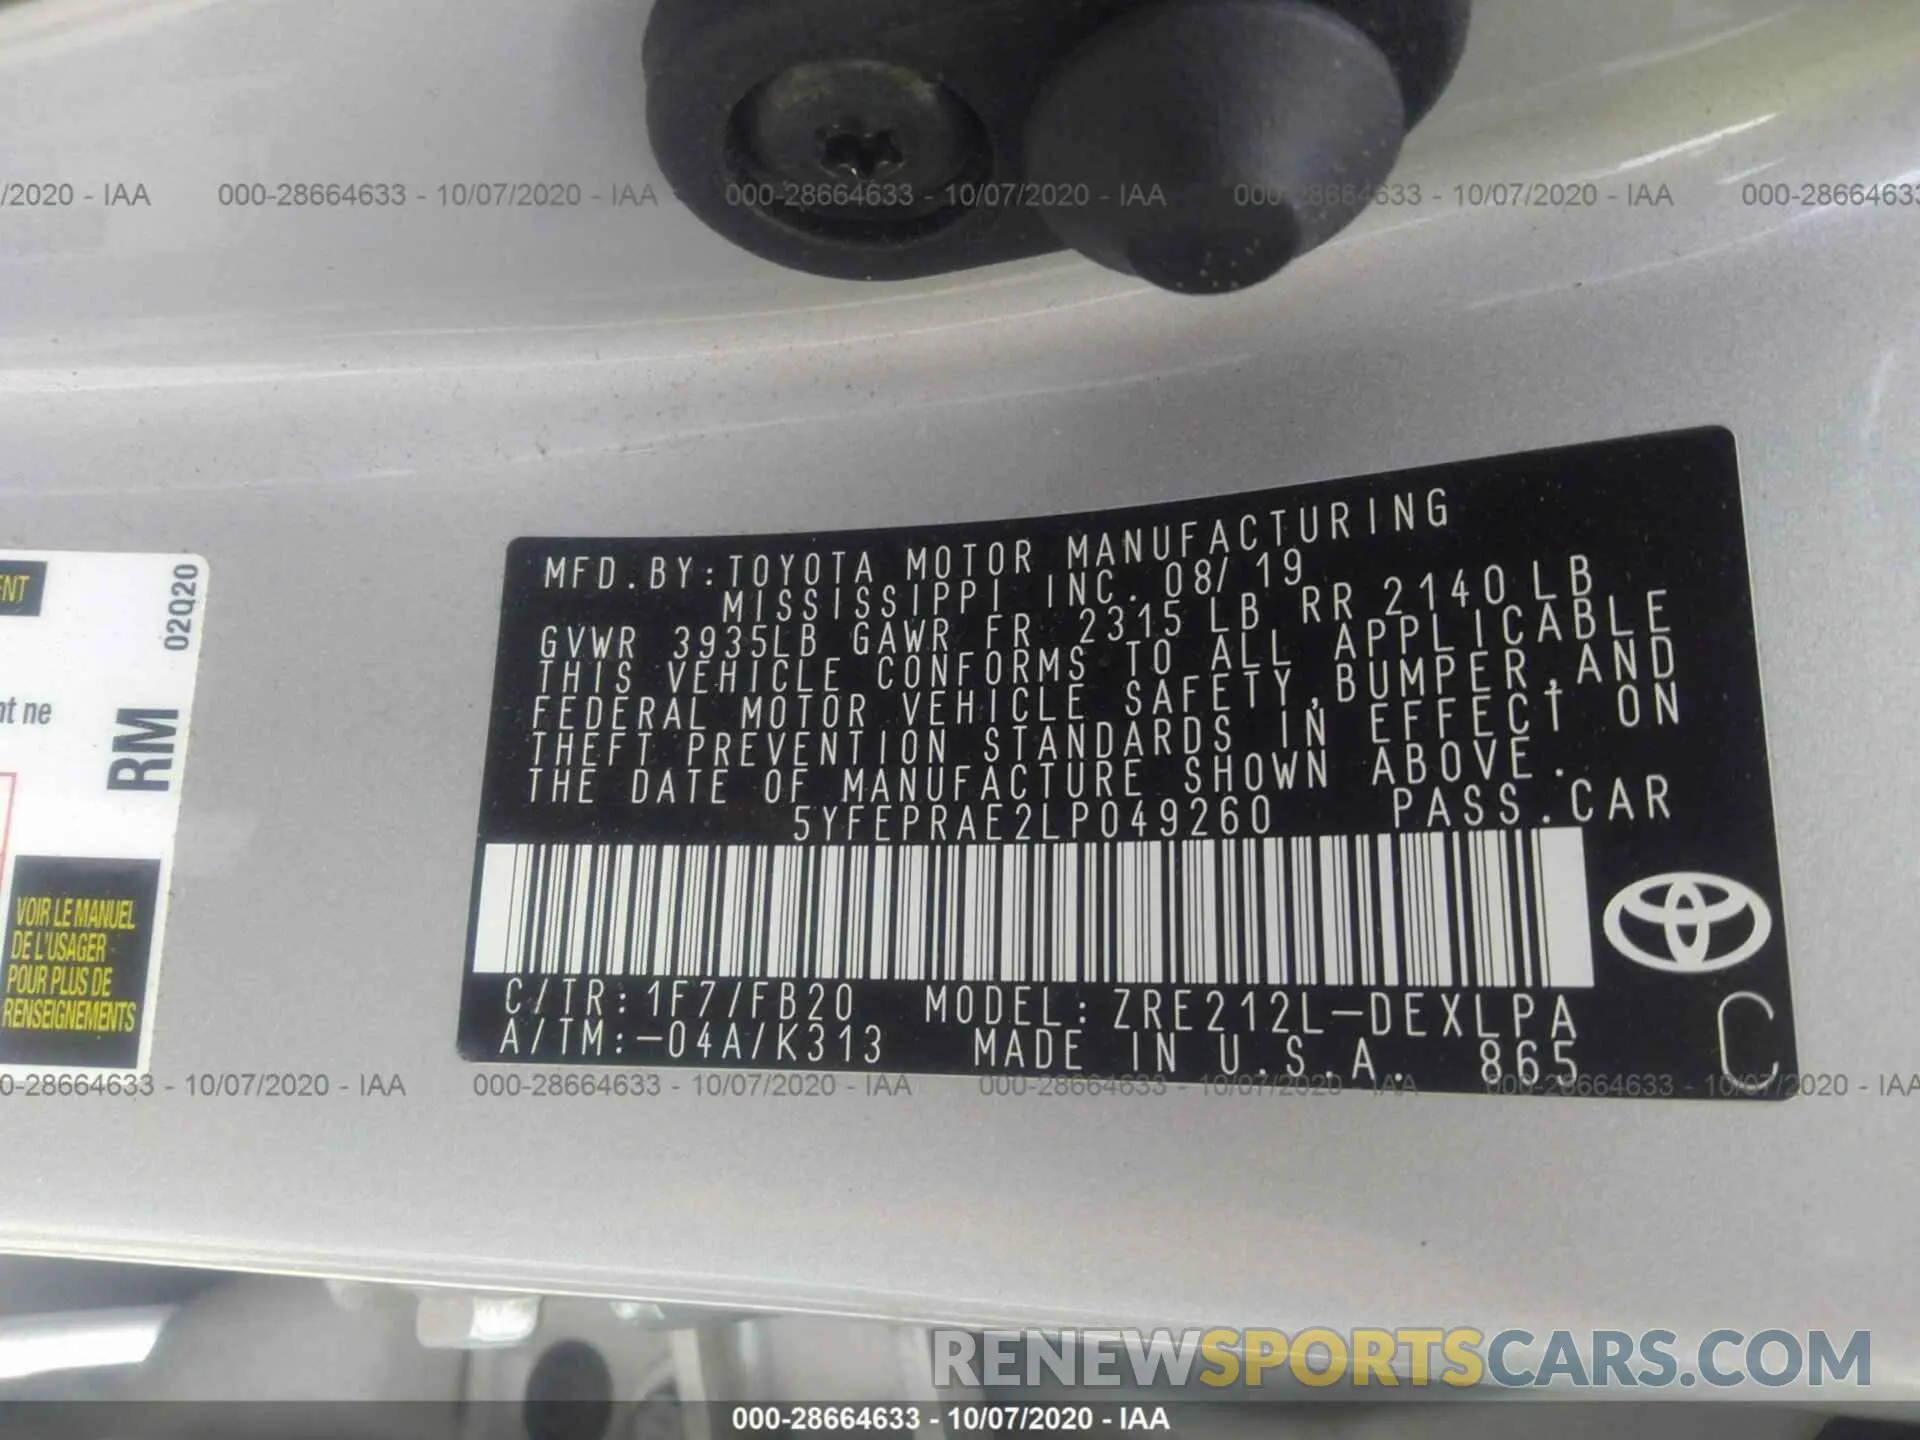 /2020 - IAA 000-28664633 - 10/07/2020 - IAA 000-28664633 - 10/07/2020 - IAA 000-28664633 - 10/07/2020 - IAA 000-28664633
MFD.BY:TOYOTA MOTOR MANUFACTURING
MISSISSIPPI INC. 08/19
GVWR 3935LB GAWR FR 2315 LB RR 2140 LB
THIS VEHICLE CONFORMS TO ALL APPLICABLE
FEDERAL MOTOR VEHICLE SAFETY,BUMPER,AND
THEFT PREVENTION STANDARDS IN EFFECT ON
THE DATE OF MANUFACTURE SHOWN ABOVE.
5YFEPRAE2LP049260 PASS.CAR
C/TR:1F7/FB20 MODEL:ZRE212L-DEXLPA
A/TM:-04A/K313 MADE IN U.S.A. 865
C
02Q20
RM
ENT
nt ne
VOIR LE MANUEL
DE L'USAGER
POUR PLUS DE
RENSEIGNEMENTS
0-28664633 - 10/07/2020 - IAA 000-28664633 - 10/07/2020 - IAA 000-28664633 - 10/07/2020 - IAA 000-28664633 - 10/07/2020 - IAA
RENEWSPORTSCARS.COM
000-28664633 - 10/07/2020 - IAA